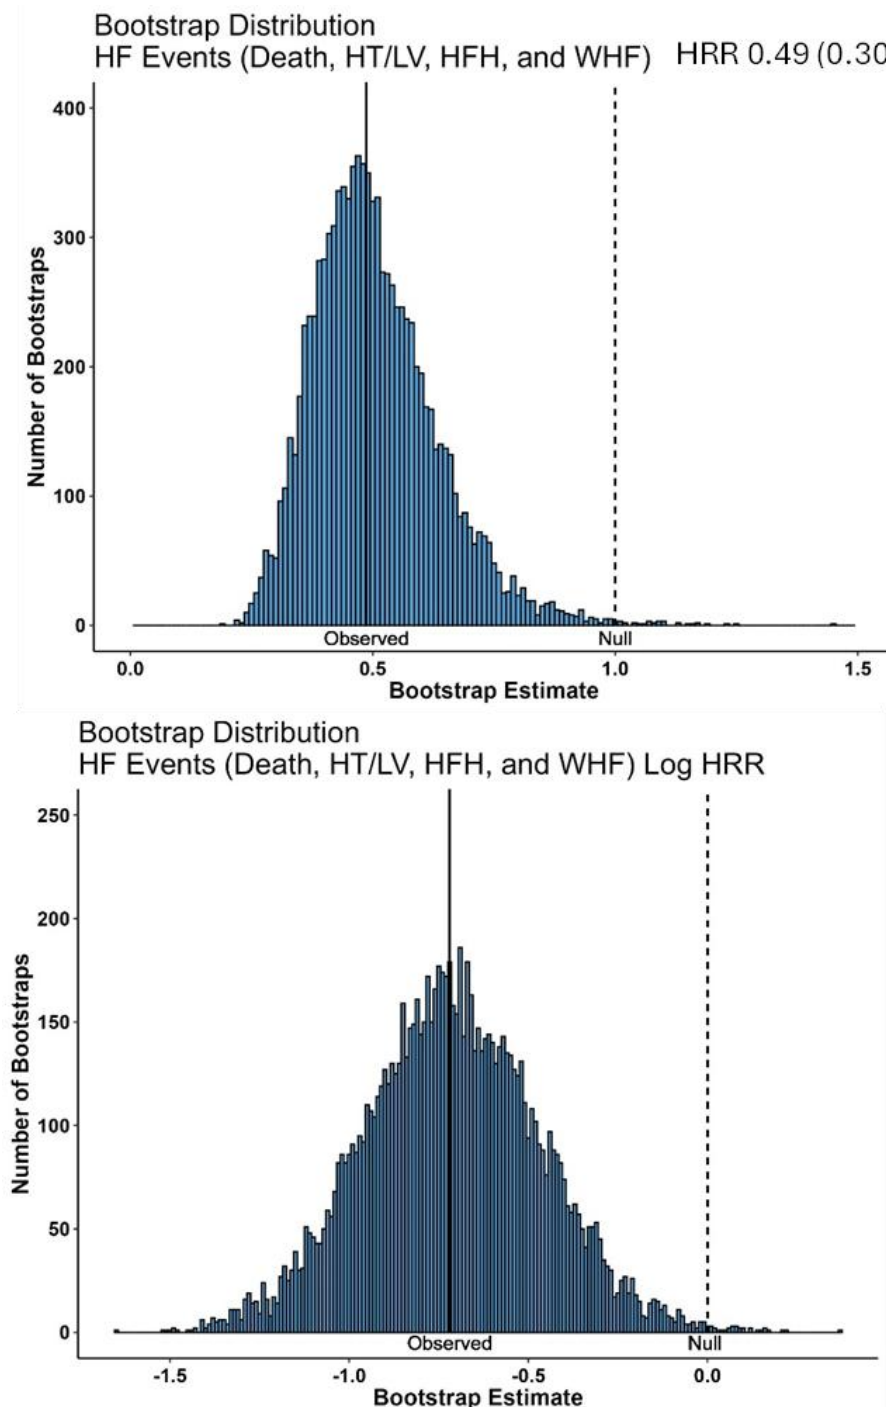 Bootstrap Distribution
HF Events (Death, HT/LV, HFH, and WHF) HRR 0.49 (0.30
Number of Bootstraps
400
300
200
100
0
Observed
Null
0.0
0.5
1.0
1.5
Bootstrap Estimate
Bootstrap Distribution
HF Events (Death, HT/LV, HFH, and WHF) Log HRR
Number of Bootstraps
250
200
150
100
50
0
Observed
Null
-1.5
-1.0
-0.5
0.0
Bootstrap Estimate